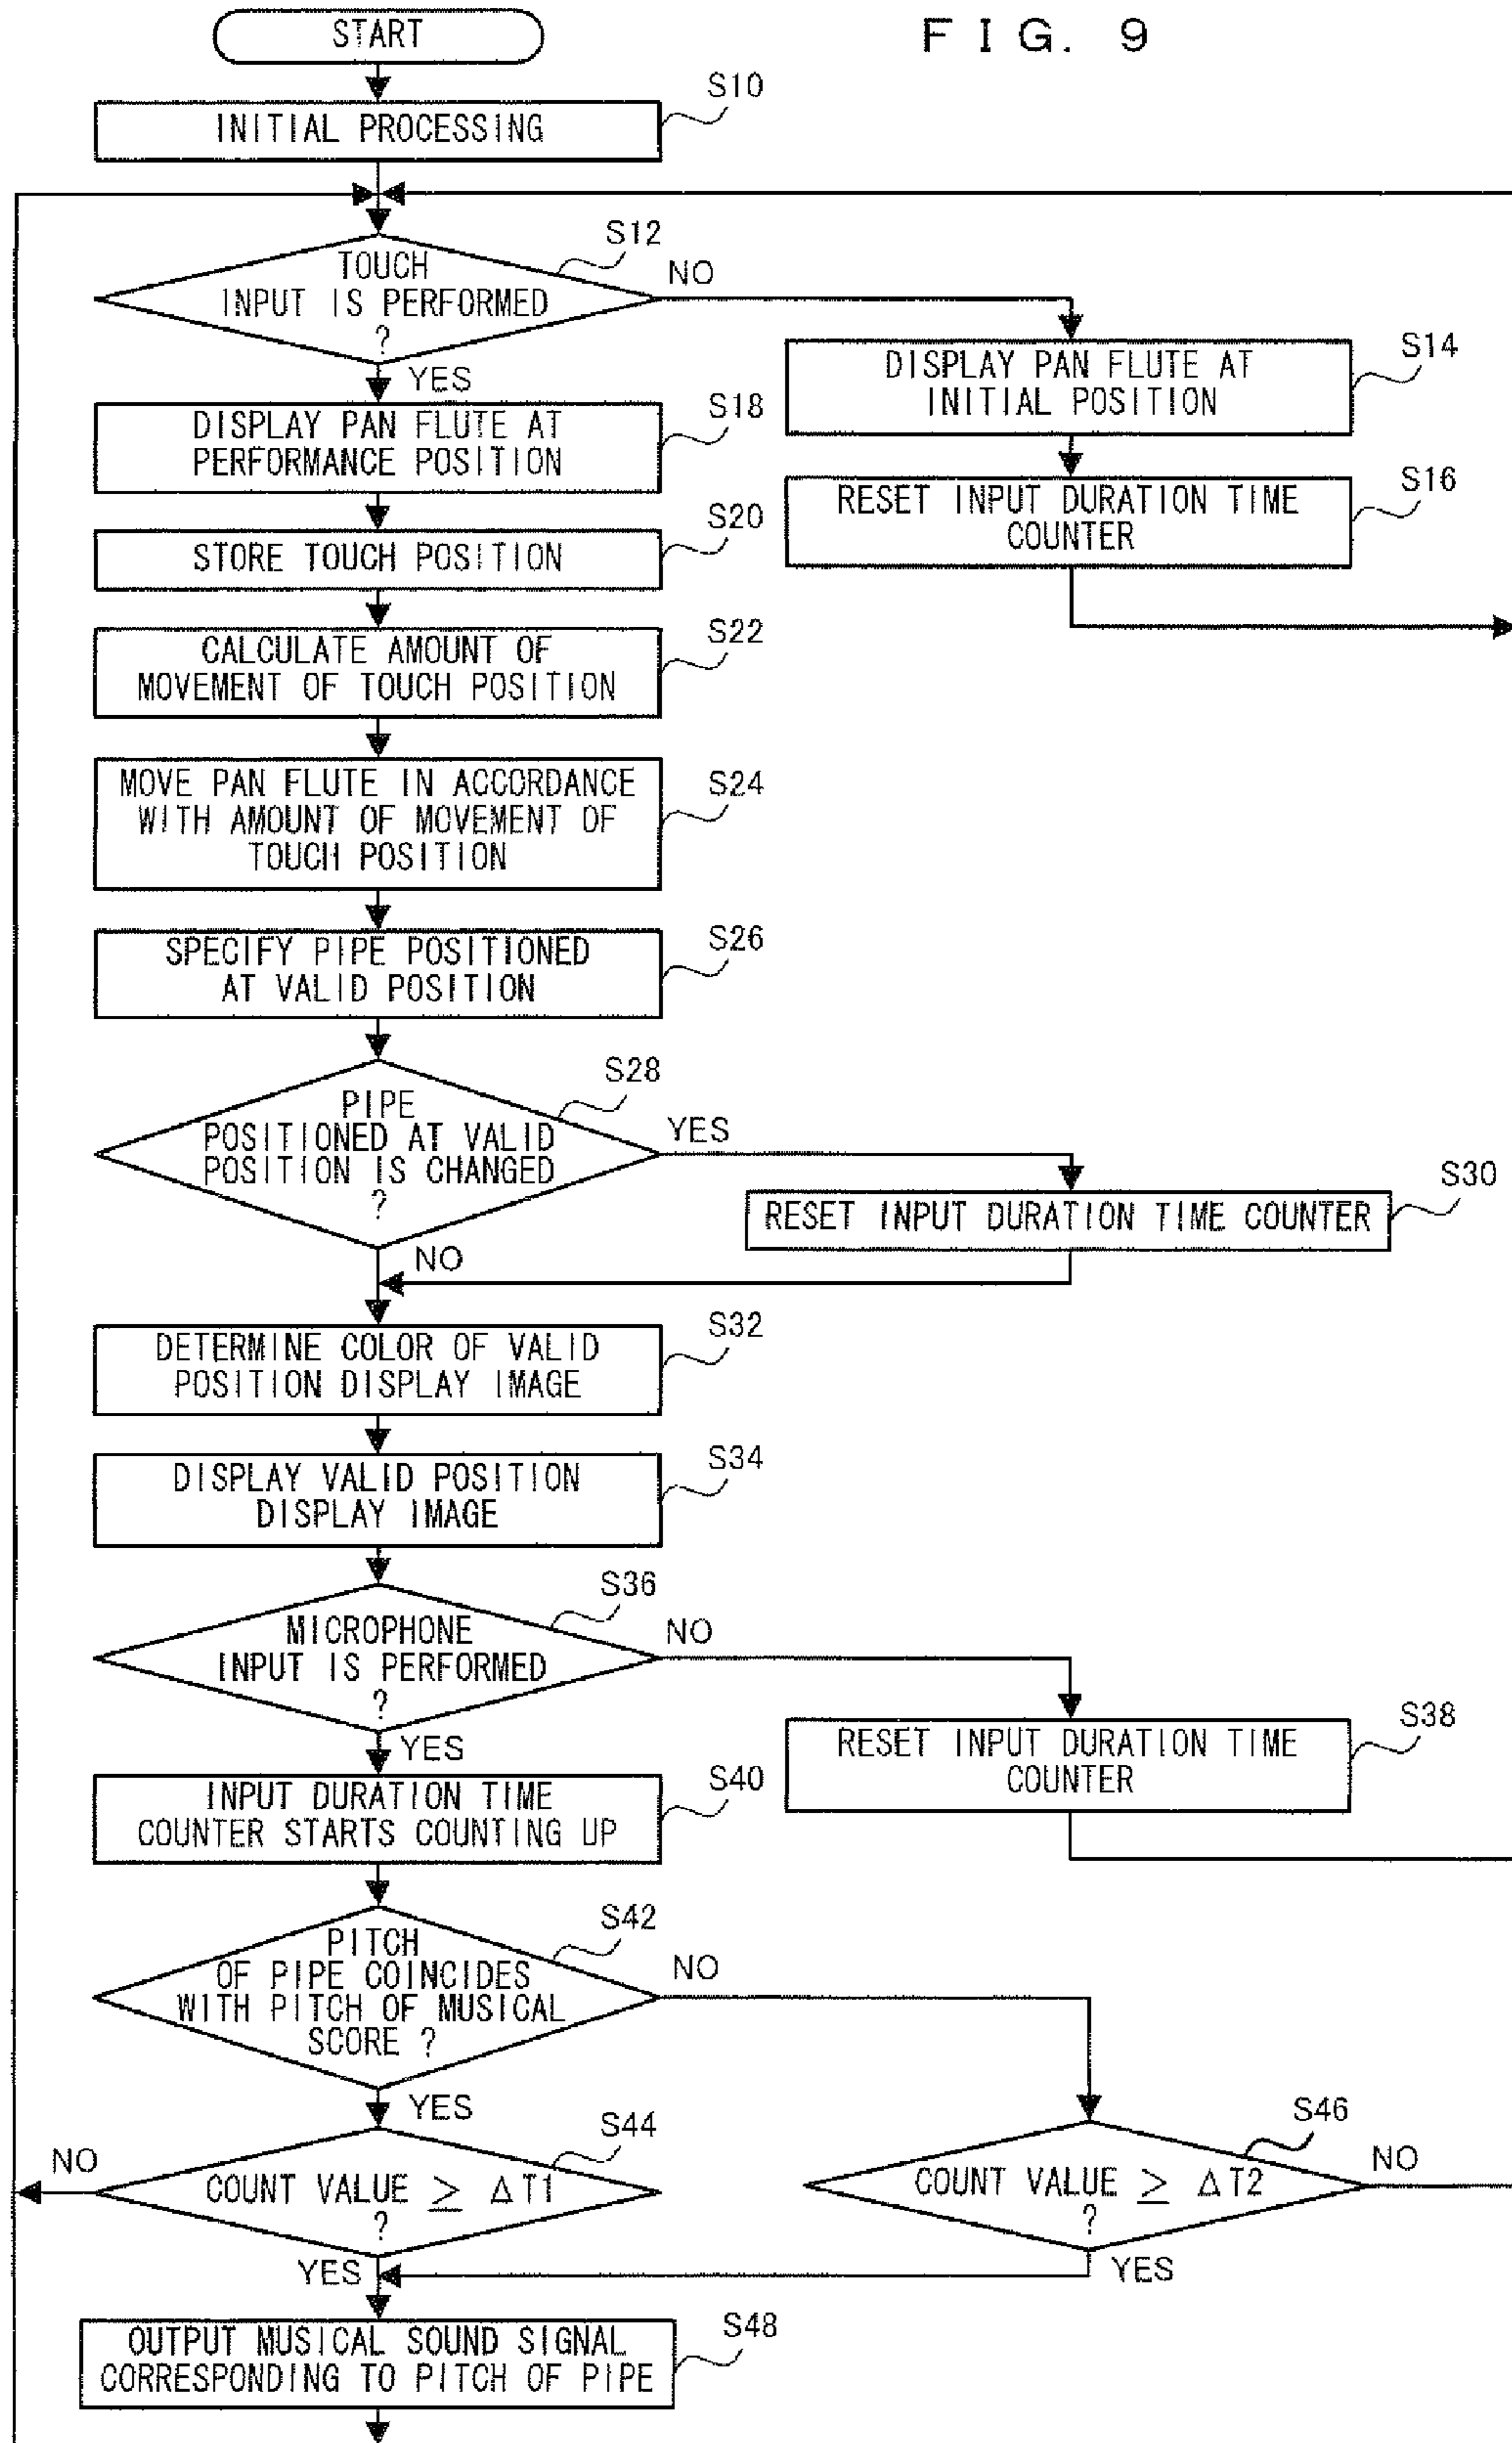 START
FIG. 9
S10
INITIAL PROCESSING
S12
TOUCH
INPUT IS PERFORMED
?
NO
YES
S14
DISPLAY PAN FLUTE AT
INITIAL POSITION
S18
DISPLAY PAN FLUTE AT
PERFORMANCE POSITION
S16
RESET INPUT DURATION TIME
COUNTER
S20
STORE TOUCH POSITION
S22
CALCULATE AMOUNT OF
MOVEMENT OF TOUCH POSITION
S24
MOVE PAN FLUTE IN ACCORDANCE
WITH AMOUNT OF MOVEMENT OF
TOUCH POSITION
S26
SPECIFY PIPE POSITIONED
AT VALID POSITION
S28
PIPE
POSITIONED AT VALID
POSITION IS CHANGED
?
YES
NO
S30
RESET INPUT DURATION TIME COUNTER
S32
DETERMINE COLOR OF VALID
POSITION DISPLAY IMAGE
S34
DISPLAY VALID POSITION
DISPLAY IMAGE
S36
MICROPHONE
INPUT IS PERFORMED
?
NO
YES
S38
RESET INPUT DURATION TIME
COUNTER
S40
INPUT DURATION TIME
COUNTER STARTS COUNTING UP
S42
PITCH
OF PIPE COINCIDES
WITH PITCH OF MUSICAL
SCORE ?
NO
YES
S44
NO
COUNT VALUE ≥ ΔT1
?
YES
S46
COUNT VALUE ≥ ΔT2
?
NO
YES
S48
OUTPUT MUSICAL SOUND SIGNAL
CORRESPONDING TO PITCH OF PIPE